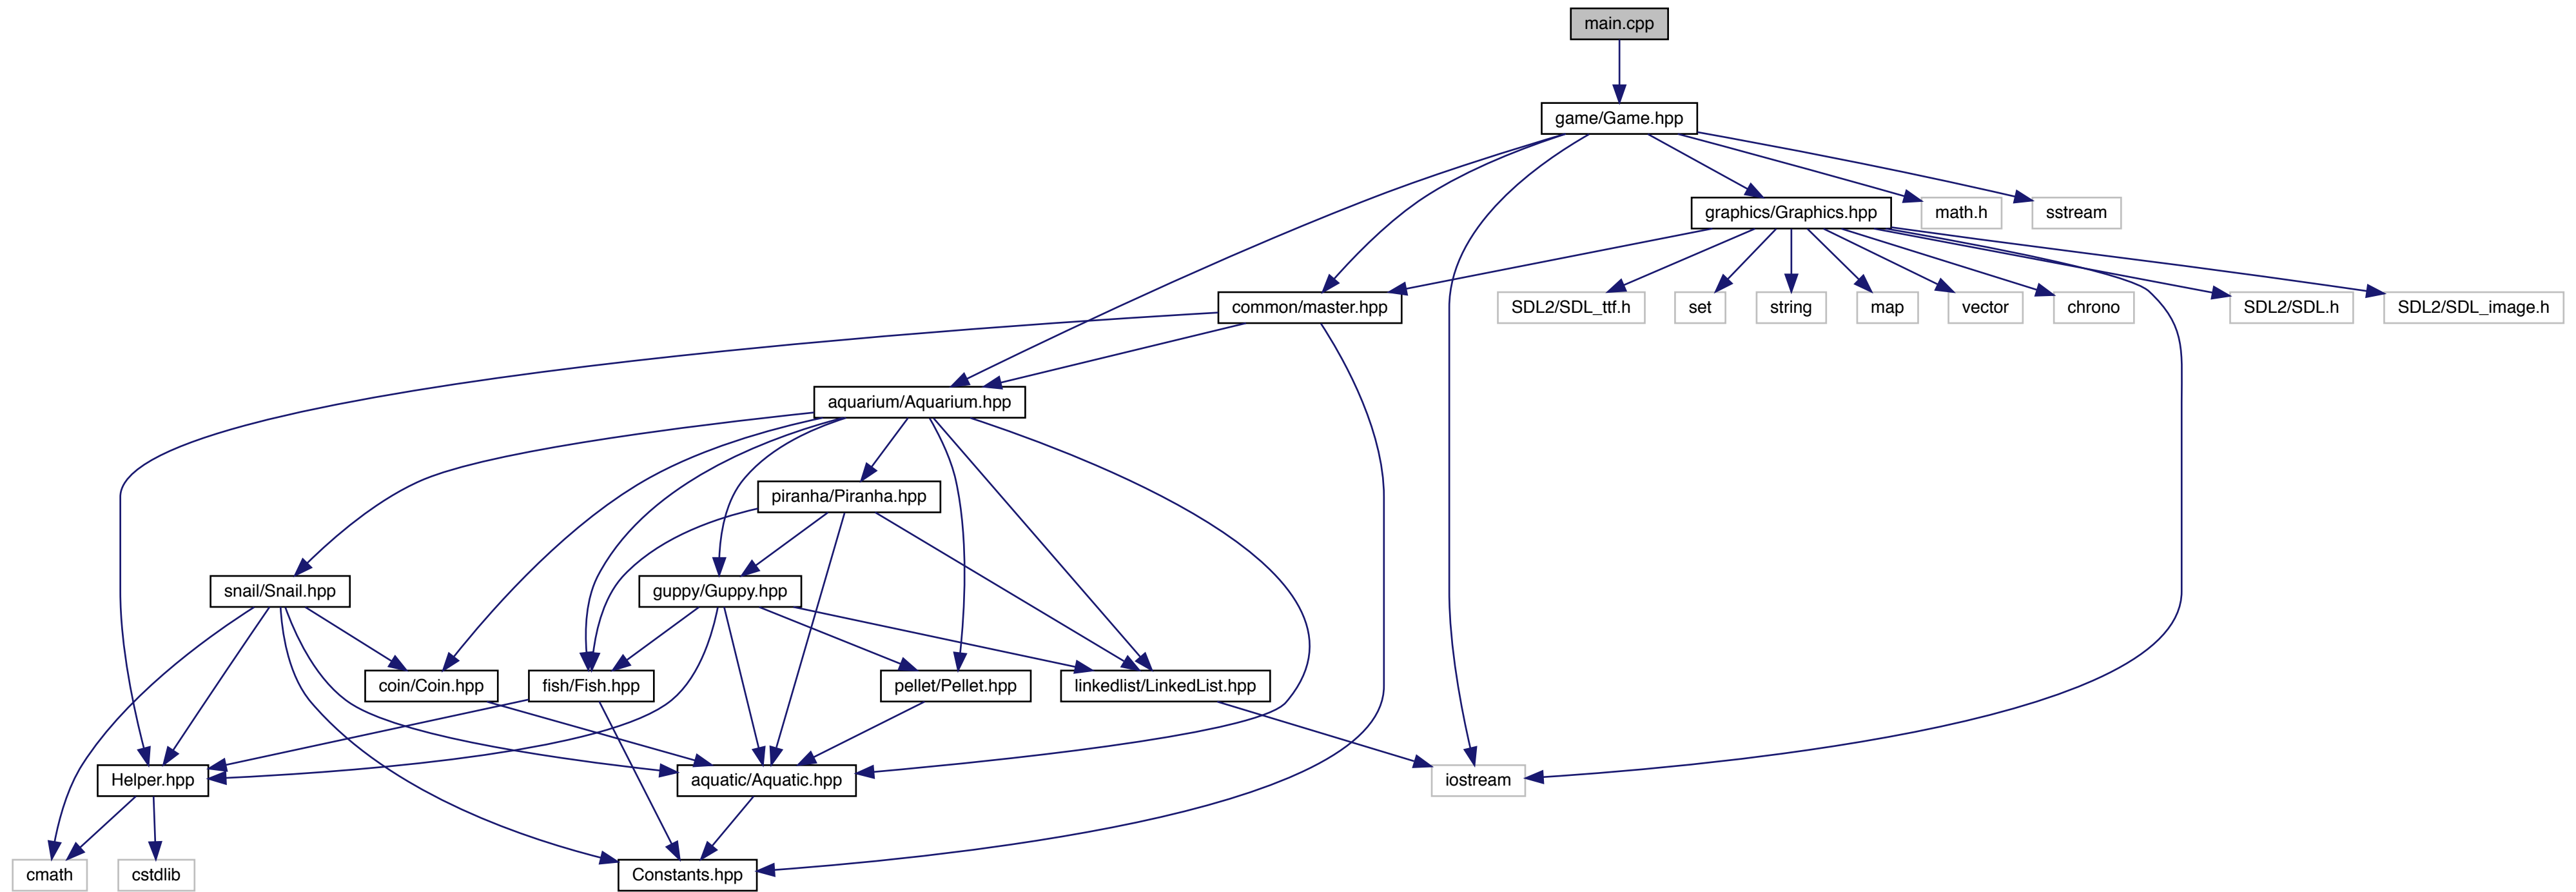 main.cpp
game/Game.hpp
graphics/Graphics.hpp
math.h
sstream
common/master.hpp
SDL2/SDL_ttf.h
set
string
map
vector
chrono
SDL2/SDL.h
SDL2/SDL_image.h
aquarium/Aquarium.hpp
piranha/Piranha.hpp
snail/Snail.hpp
guppy/Guppy.hpp
coin/Coin.hpp
fish/Fish.hpp
pellet/Pellet.hpp
linkedlist/LinkedList.hpp
Helper.hpp
aquatic/Aquatic.hpp
iostream
cmath
cstdlib
Constants.hpp